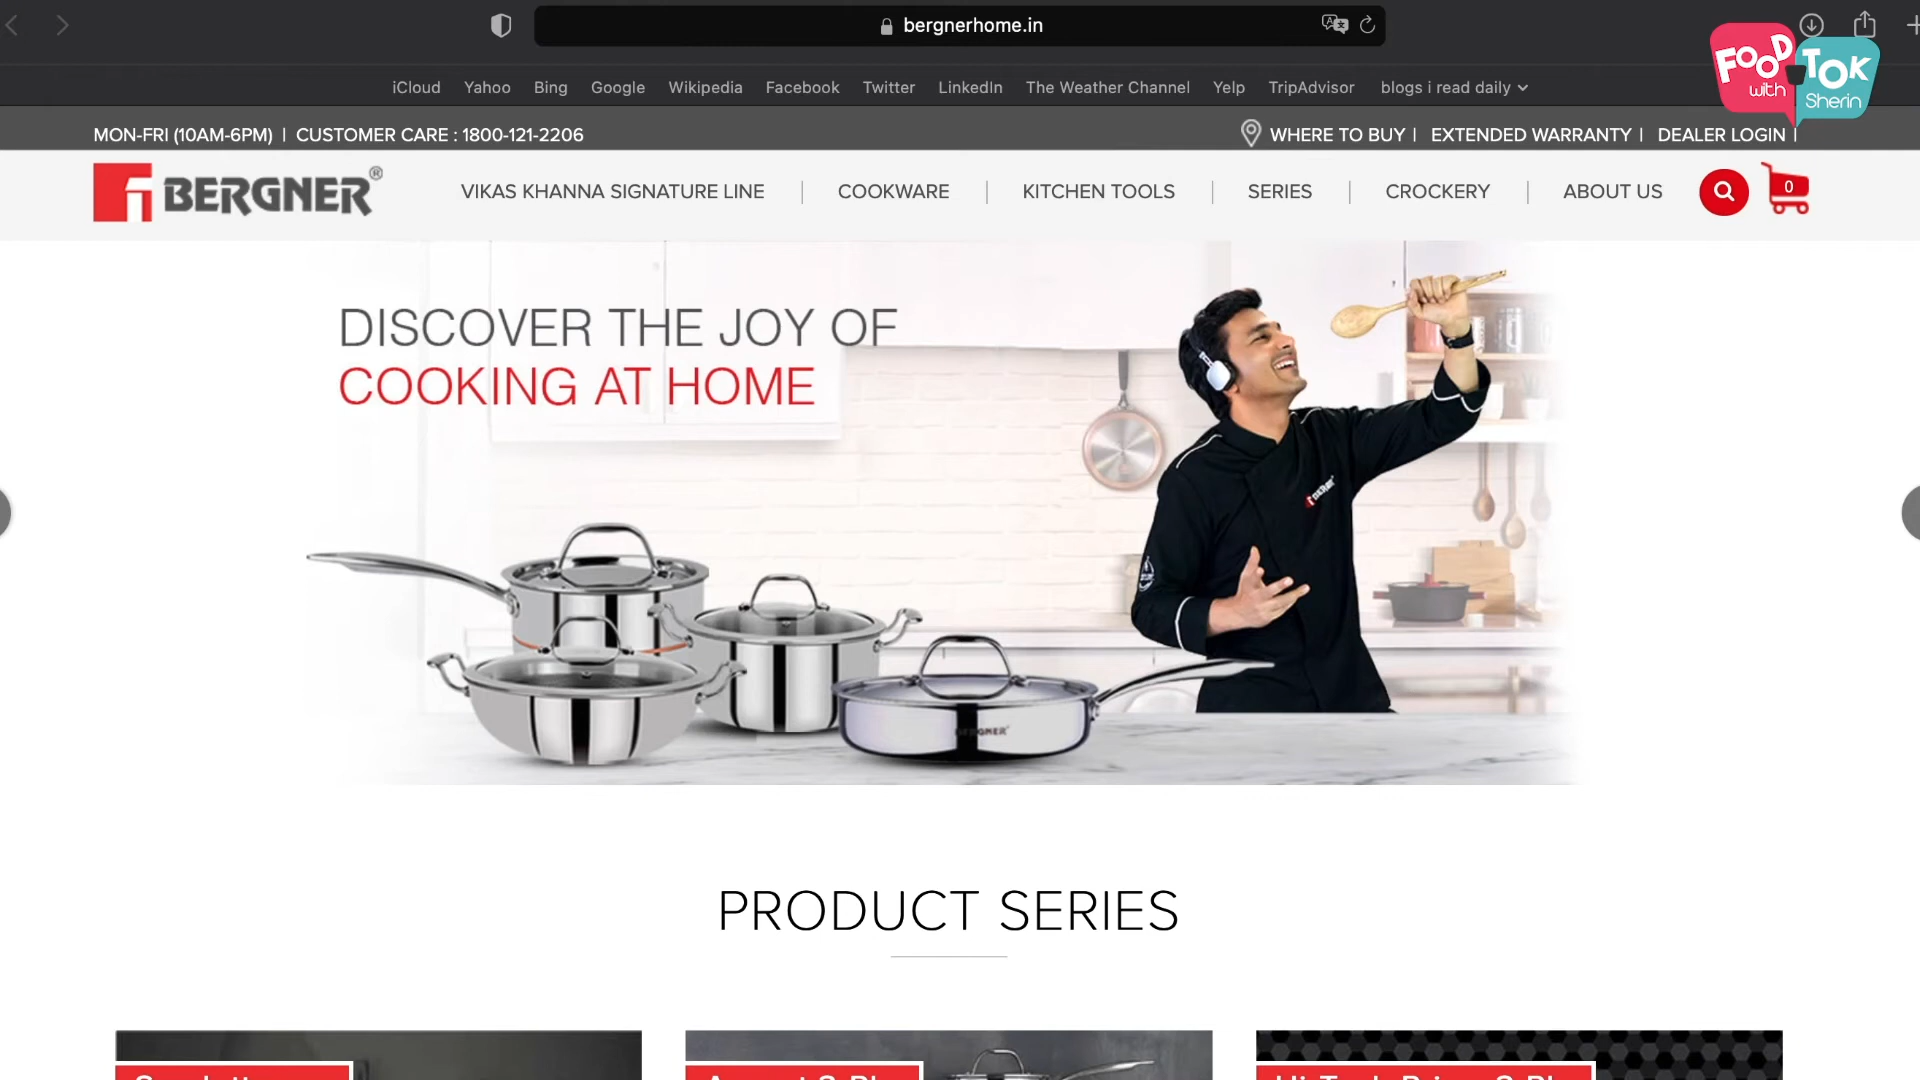 bergnerhome.in
FOOD with TOK Sherin
iCloud Yahoo Bing Google Wikipedia Facebook Twitter LinkedIn The Weather Channel Yelp TripAdvisor blogs i read daily
MON-FRI (10AM-6PM) | CUSTOMER CARE : 1800-121-2206 WHERE TO BUY | EXTENDED WARRANTY | DEALER LOGIN |
BERGNER® VIKAS KHANNA SIGNATURE LINE | COOKWARE | KITCHEN TOOLS | SERIES | CROCKERY | ABOUT US 0
DISCOVER THE JOY OF
COOKING AT HOME
BERGNER
BERGNER
PRODUCT SERIES